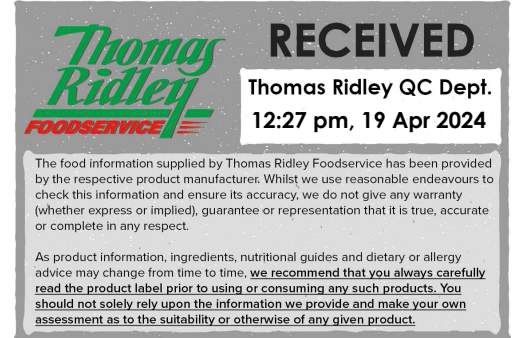 Thomas
Ridley
FOODSERVICE
RECEIVED
Thomas Ridley QC Dept.
12:27 pm, 19 Apr 2024
The food information supplied by Thomas Ridley Foodservice has been provided
by the respective product manufacturer. Whilst we use reasonable endeavours to
check this information and ensure its accuracy, we do not give any warranty
(whether express or implied), guarantee or representation that it is true, accurate
or complete in any respect.
As product information, ingredients, nutritional guides and dietary or allergy
advice may change from time to time, we recommend that you always carefully
read the product label prior to using or consuming any such products. You
should not solely rely upon the information we provide and make your own
assessment as to the suitability or otherwise of any given product.